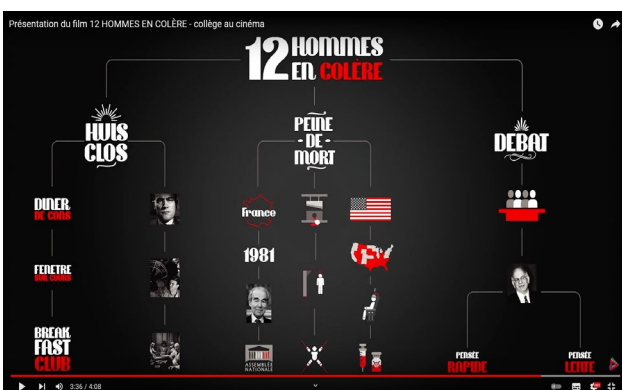 Présentation du film 12 HOMMES EN COLÈRE - collège au cinéma
12 HOMMES
EN COLÈRE
HUIS
CLOS
PEINE
- DE -
MORT
DEBAT
DINER
DE CONS
France
FENETRE
SUR COURS
1981
BREAK
FAST
CLUB
ASSEMBLÉE
NATIONALE
PENSÉE
RAPIDE
PENSÉE
LENTE
3:36 / 4:08